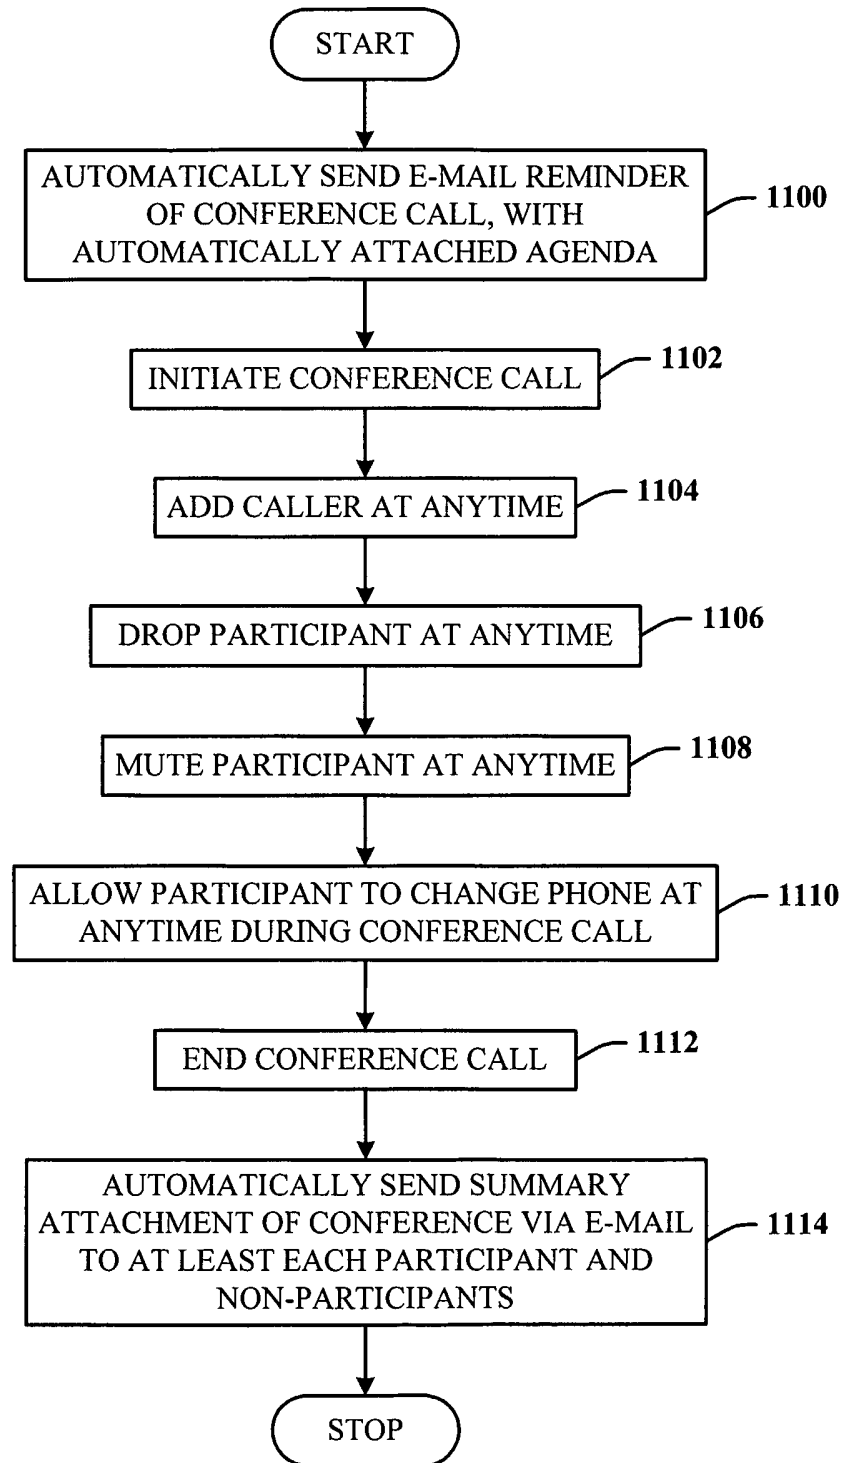 START
AUTOMATICALLY SEND E-MAIL REMINDER
OF CONFERENCE CALL, WITH
AUTOMATICALLY ATTACHED AGENDA
1100
INITIATE CONFERENCE CALL
1102
ADD CALLER AT ANYTIME
1104
DROP PARTICIPANT AT ANYTIME
1106
MUTE PARTICIPANT AT ANYTIME
1108
ALLOW PARTICIPANT TO CHANGE PHONE AT
ANYTIME DURING CONFERENCE CALL
1110
END CONFERENCE CALL
1112
AUTOMATICALLY SEND SUMMARY
ATTACHMENT OF CONFERENCE VIA E-MAIL
TO AT LEAST EACH PARTICIPANT AND
NON-PARTICIPANTS
1114
STOP